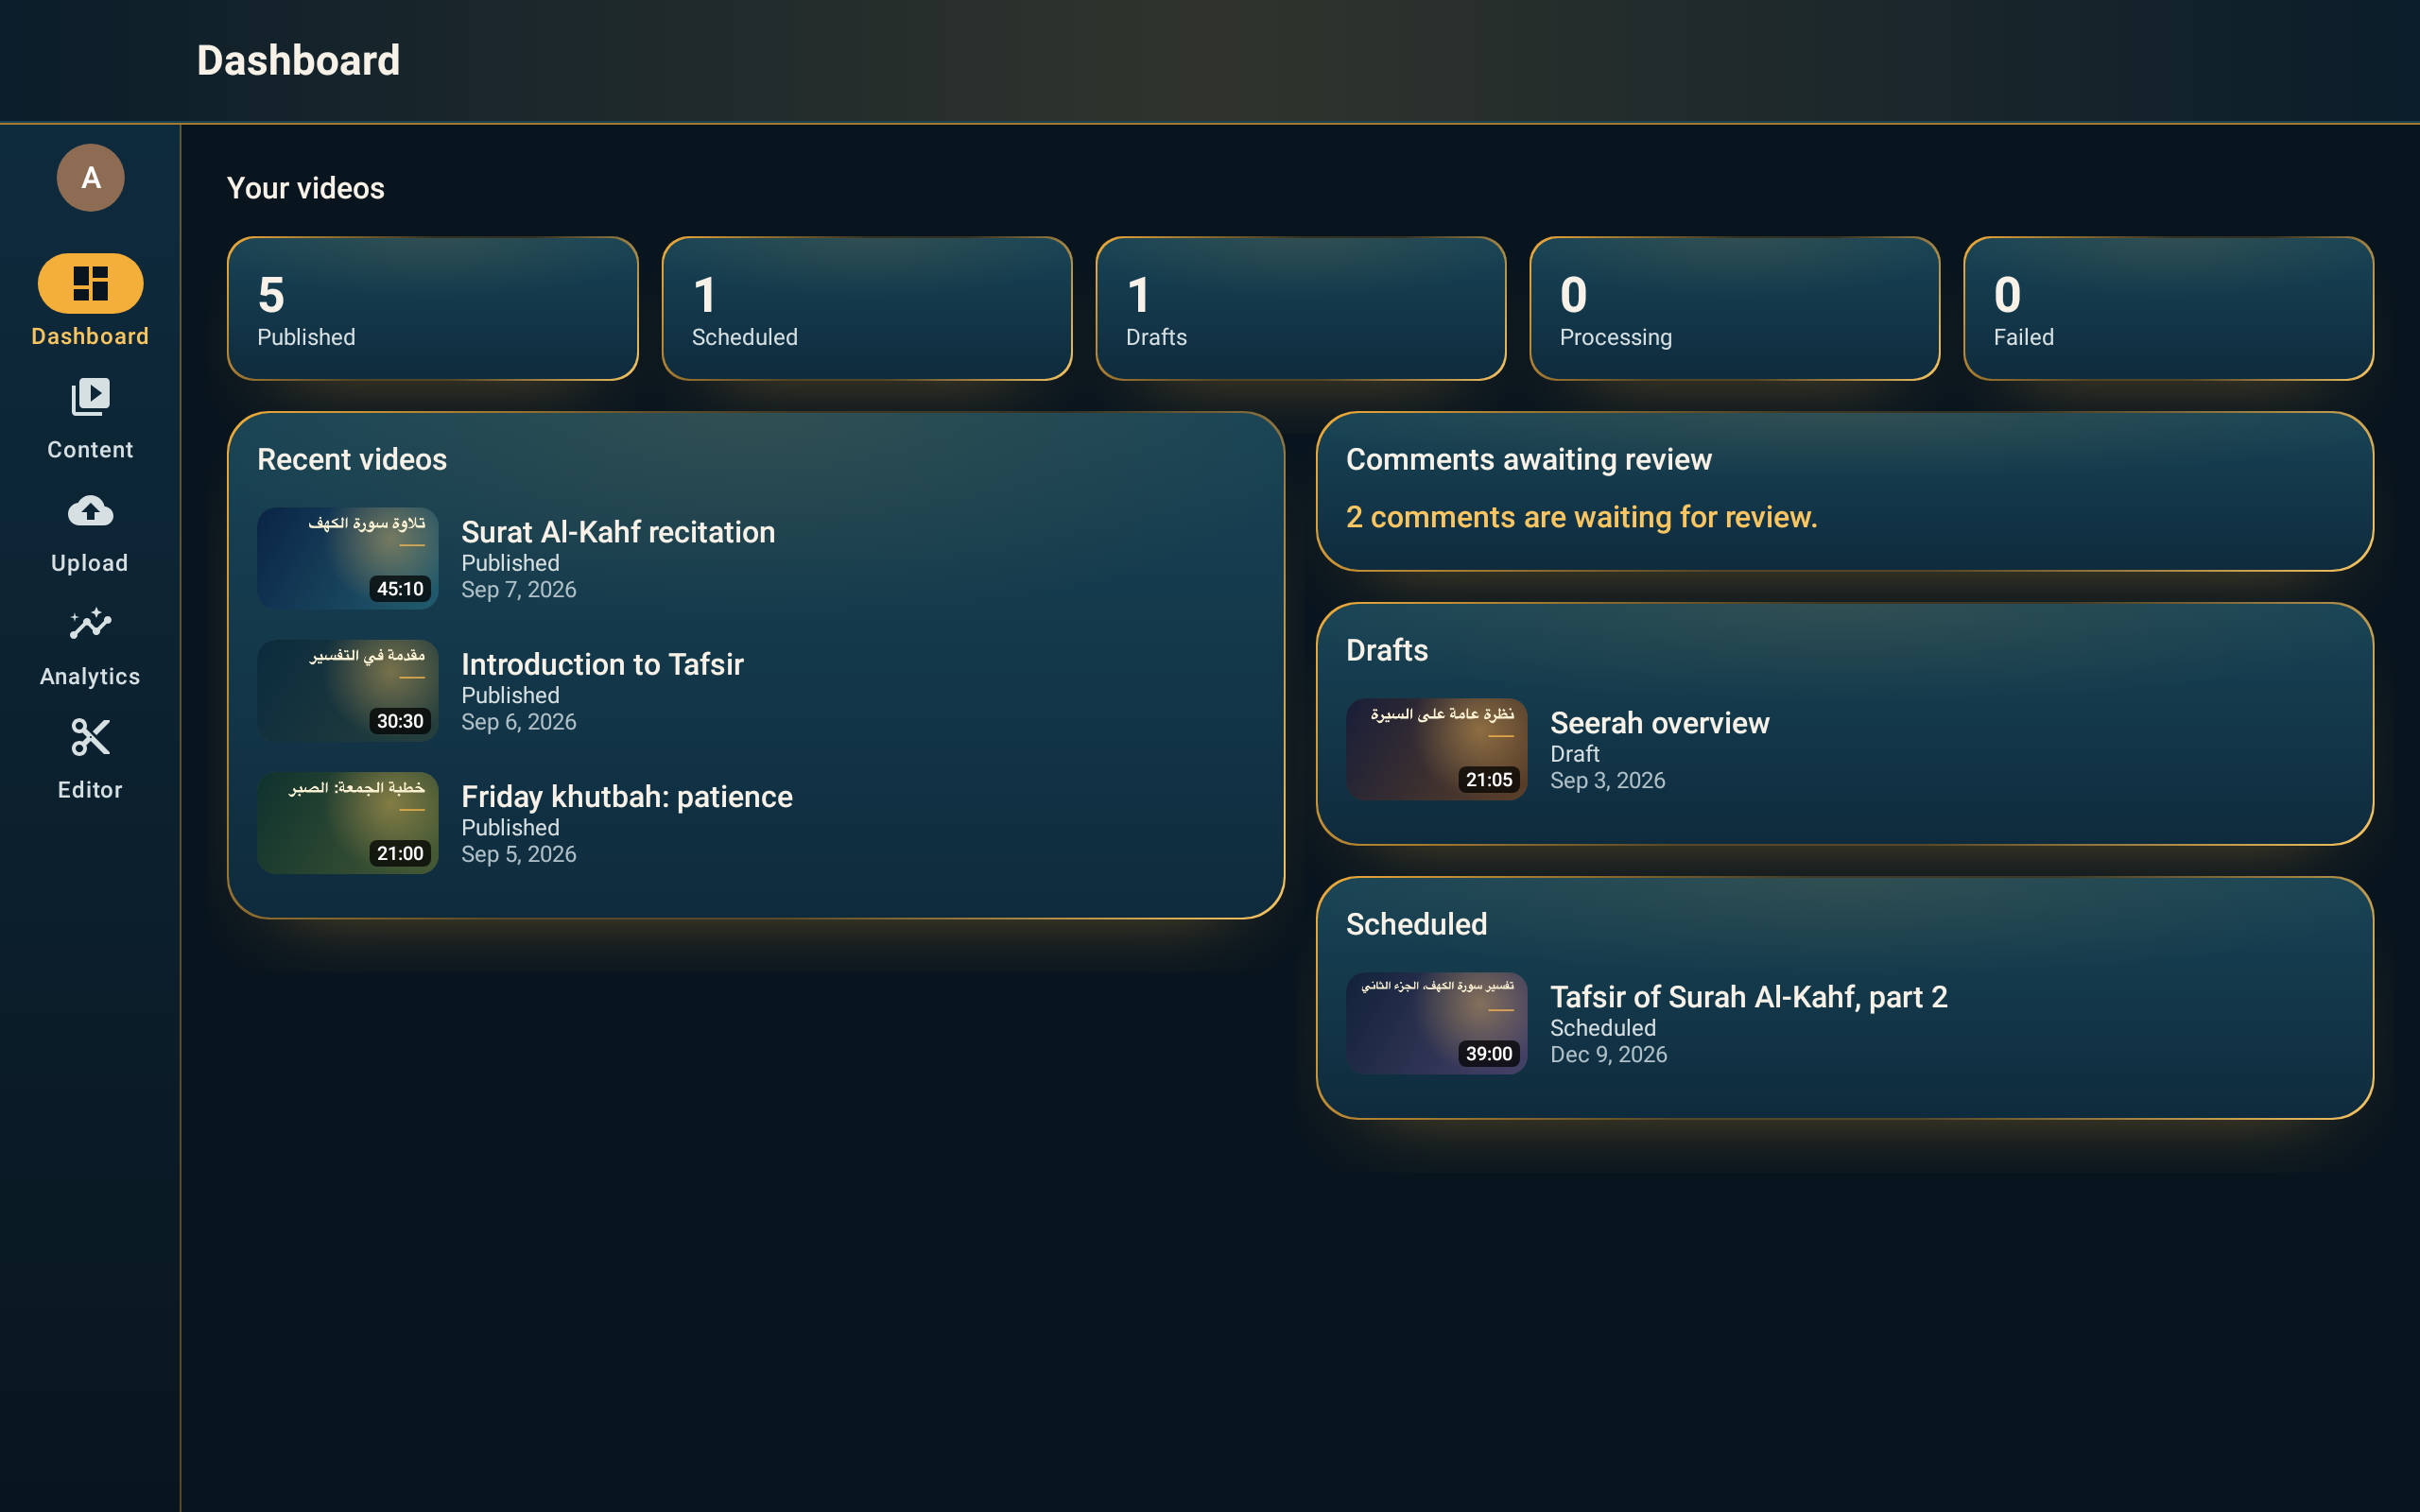 Dashboard
A
Dashboard
Content
Upload
Analytics
Editor
Your videos
5
Published
1
Scheduled
1
Drafts
0
Processing
0
Failed
Recent videos
تلاوة سورة الكهف
45:10
Surat Al-Kahf recitation
Published
Sep 7, 2026
مقدمة في التفسير
30:30
Introduction to Tafsir
Published
Sep 6, 2026
خطبة الجمعة: الصبر
21:00
Friday khutbah: patience
Published
Sep 5, 2026
Comments awaiting review
2 comments are waiting for review.
Drafts
نظرة عامة على السيرة
21:05
Seerah overview
Draft
Sep 3, 2026
Scheduled
تفسير سورة الكهف، الجزء الثاني
39:00
Tafsir of Surah Al-Kahf, part 2
Scheduled
Dec 9, 2026